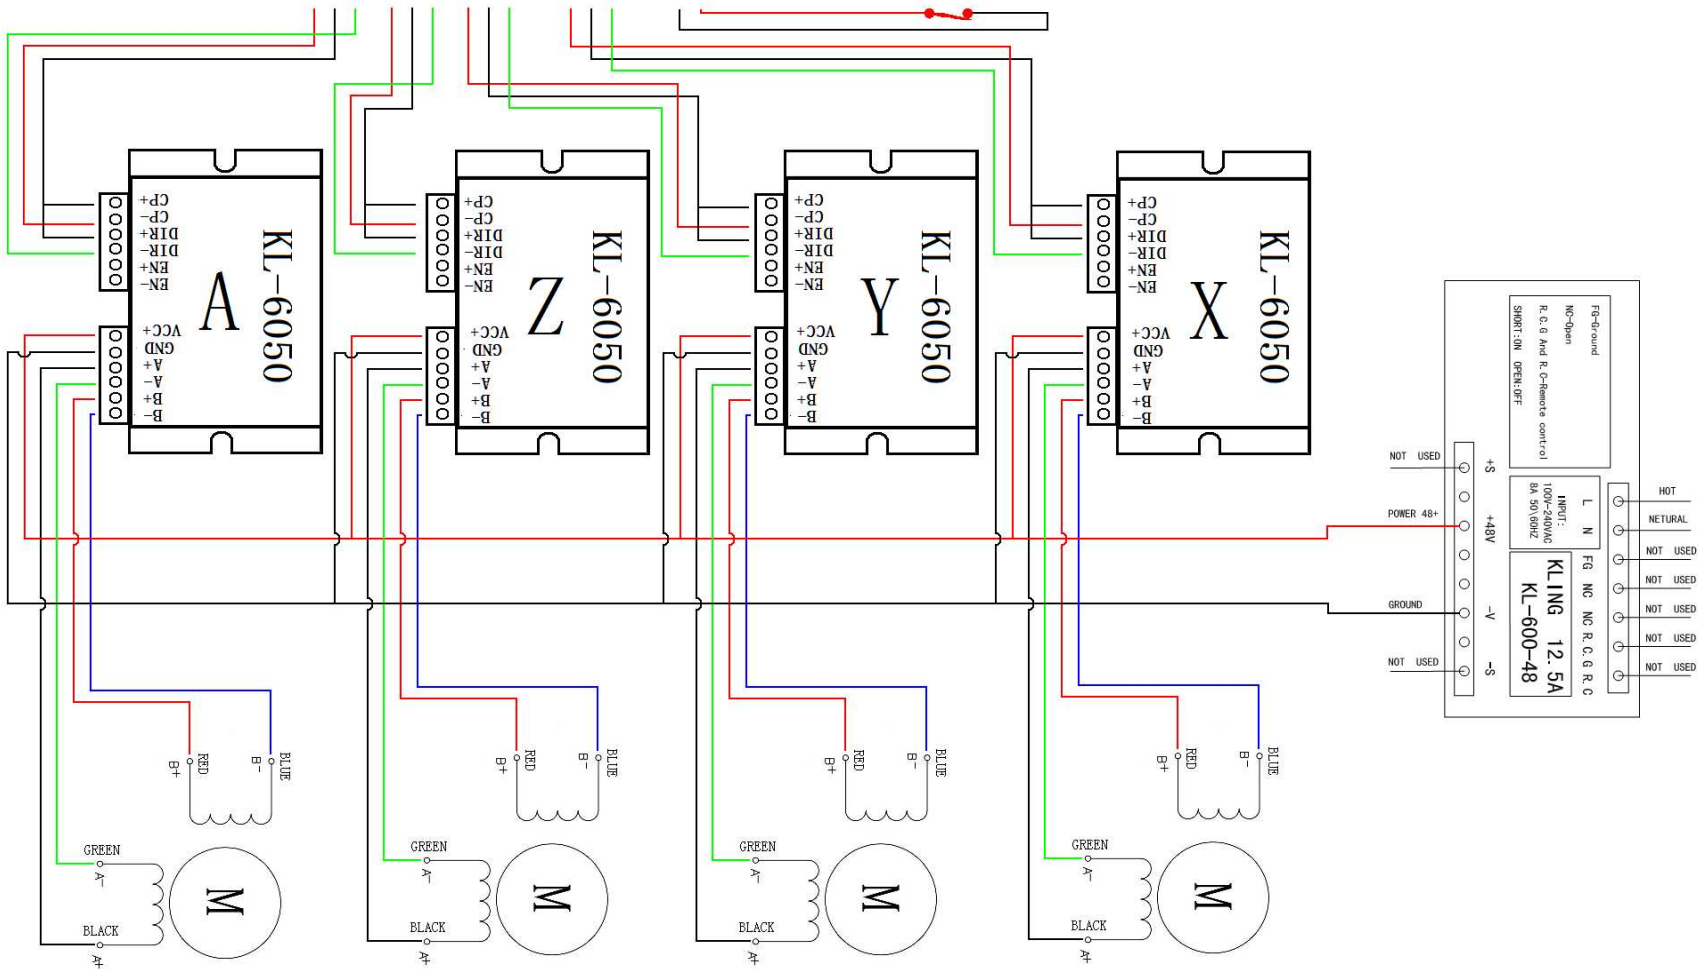 CP+
CP-
DIR+
DIR-
EN+
EN-
VCC+
GND
A+
A-
B+
B-
A
KL-6050
CP+
CP-
DIR+
DIR-
EN+
EN-
VCC+
GND
A+
A-
B+
B-
Z
KL-6050
CP+
CP-
DIR+
DIR-
EN+
EN-
VCC+
GND
A+
A-
B+
B-
Y
KL-6050
CP+
CP-
DIR+
DIR-
EN+
EN-
VCC+
GND
A+
A-
B+
B-
X
KL-6050
FG-Ground
NC-Open
R.C.G And R.C-Remote control
SHORT:ON OPEN:OFF
INPUT:
100V-240VAC
8A 50\60HZ
KLING 12.5A
KL-600-48
+S
+48V
-V
-S
L
N
FG
NC
NC
R.C.G
R.C
NOT USED
POWER 48+
GROUND
NOT USED
HOT
NETURAL
NOT USED
NOT USED
NOT USED
NOT USED
NOT USED
RED
B+
BLUE
B-
GREEN
A-
BLACK
A+
M
RED
B+
BLUE
B-
GREEN
A-
BLACK
A+
M
RED
B+
BLUE
B-
GREEN
A-
BLACK
A+
M
RED
B+
BLUE
B-
GREEN
A-
BLACK
A+
M